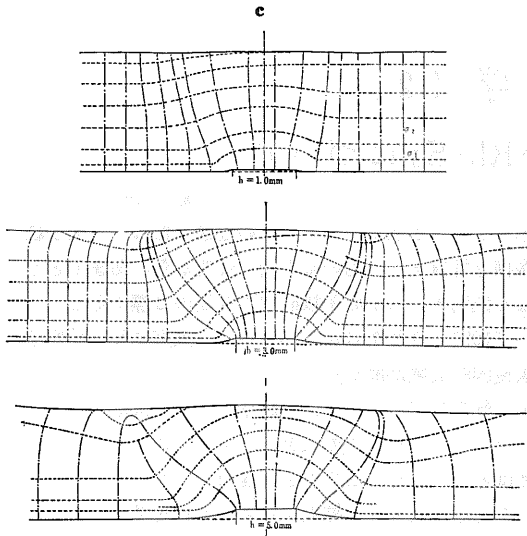 c
h = 1.0mm
h = 3.0mm
h = 5.0mm